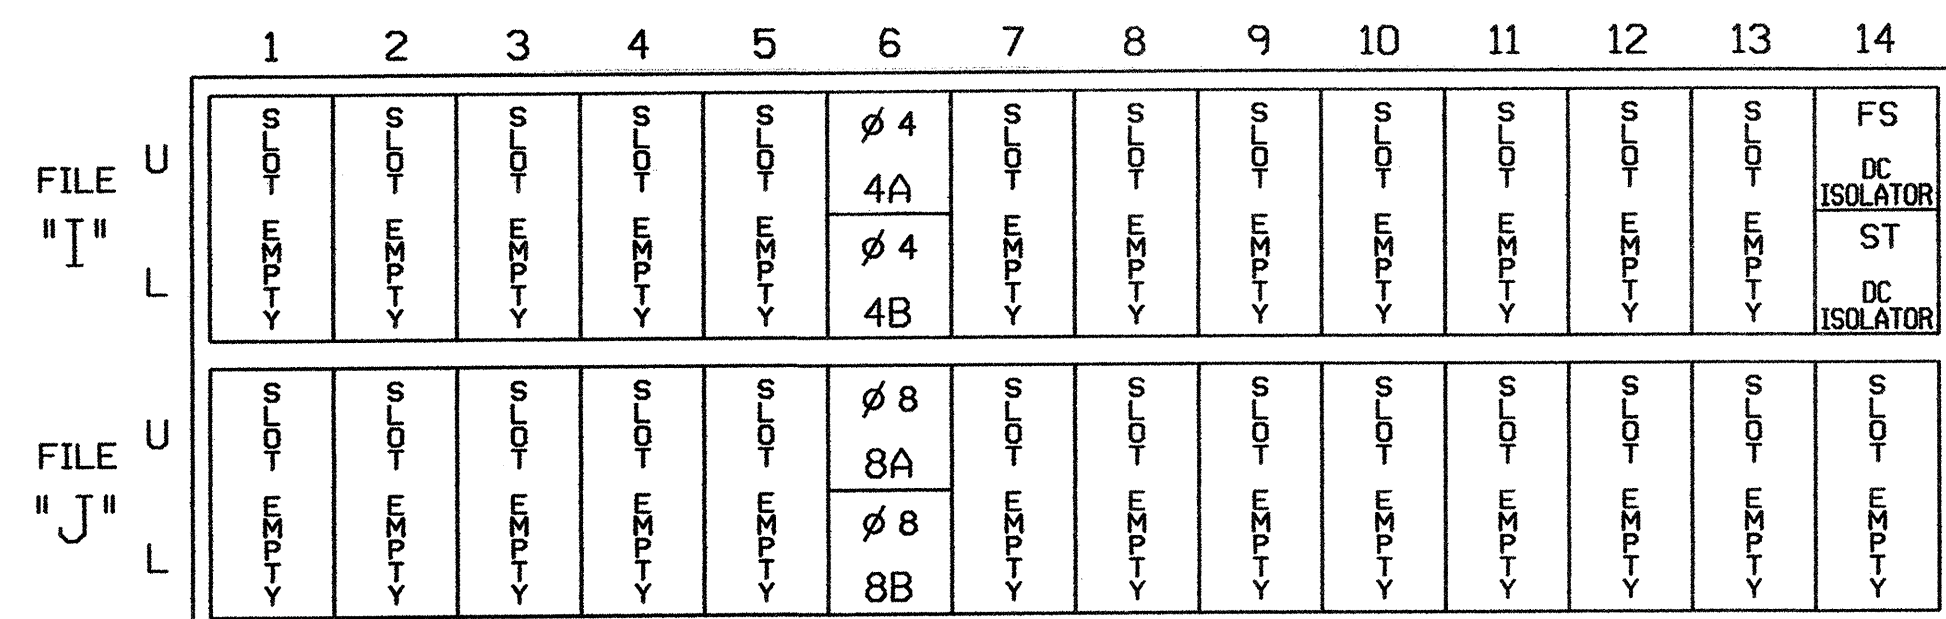 1 2 3 4 5 6 7 8 9 10 11 12 13 14
FILE "I"
U
L
SLOT EMPTY
SLOT EMPTY
SLOT EMPTY
SLOT EMPTY
SLOT EMPTY
Ø 4
4A
Ø 4
4B
SLOT EMPTY
SLOT EMPTY
SLOT EMPTY
SLOT EMPTY
SLOT EMPTY
SLOT EMPTY
SLOT EMPTY
FS
DC
ISOLATOR
ST
DC
ISOLATOR
FILE "J"
U
L
SLOT EMPTY
SLOT EMPTY
SLOT EMPTY
SLOT EMPTY
SLOT EMPTY
Ø 8
8A
Ø 8
8B
SLOT EMPTY
SLOT EMPTY
SLOT EMPTY
SLOT EMPTY
SLOT EMPTY
SLOT EMPTY
SLOT EMPTY
SLOT EMPTY